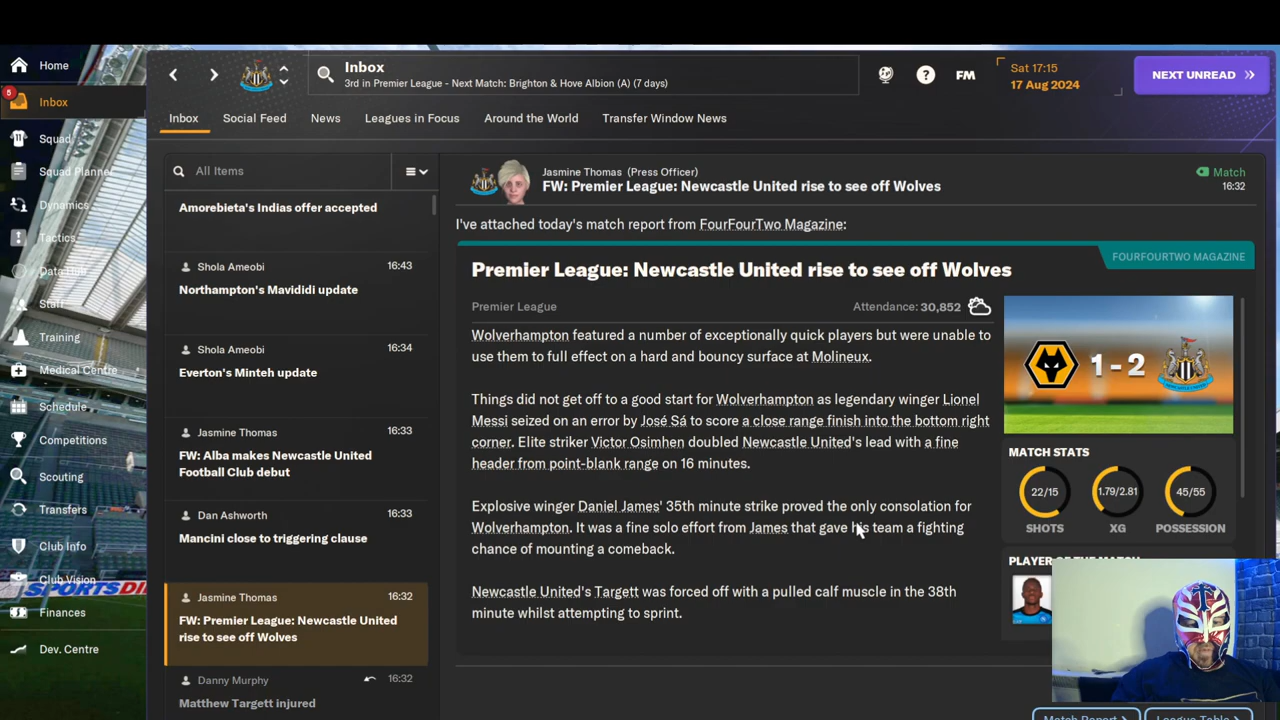 Home
5
Inbox
Squad
Squad Planner
Dynamics
Tactics
Data Hub
Staff
Training
Medical Centre
Schedule
Competitions
Scouting
Transfers
Club Info
Club Vision
SPORTS DI
Finances
Dev. Centre
Inbox
3rd in Premier League - Next Match: Brighton & Hove Albion (A) (7 days)
FM
Sat 17:15
17 Aug 2024
NEXT UNREAD
Inbox Social Feed News Leagues in Focus Around the World Transfer Window News
All Items
Amorebieta's Indias offer accepted
Shola Ameobi 16:43
Northampton's Mavididi update
Shola Ameobi 16:34
Everton's Minteh update
Jasmine Thomas 16:33
FW: Alba makes Newcastle United
Football Club debut
Dan Ashworth 16:33
Mancini close to triggering clause
Jasmine Thomas 16:32
FW: Premier League: Newcastle United
rise to see off Wolves
Danny Murphy 16:32
Matthew Targett injured
Jasmine Thomas (Press Officer)
FW: Premier League: Newcastle United rise to see off Wolves
Match
16:32
I've attached today's match report from FourFourTwo Magazine:
FOURFOURTWO MAGAZINE
Premier League: Newcastle United rise to see off Wolves
Premier League Attendance: 30,852
Wolverhampton featured a number of exceptionally quick players but were unable to
use them to full effect on a hard and bouncy surface at Molineux.
Things did not get off to a good start for Wolverhampton as legendary winger Lionel
Messi seized on an error by José Sá to score a close range finish into the bottom right
corner. Elite striker Victor Osimhen doubled Newcastle United's lead with a fine
header from point-blank range on 16 minutes.
Explosive winger Daniel James' 35th minute strike proved the only consolation for
Wolverhampton. It was a fine solo effort from James that gave his team a fighting
chance of mounting a comeback.
Newcastle United's Targett was forced off with a pulled calf muscle in the 38th
minute whilst attempting to sprint.
1 - 2
MATCH STATS
22/15 1.79/2.81 45/55
SHOTS XG POSSESSION
PLAYER OF THE MATCH
Match Report
League Table